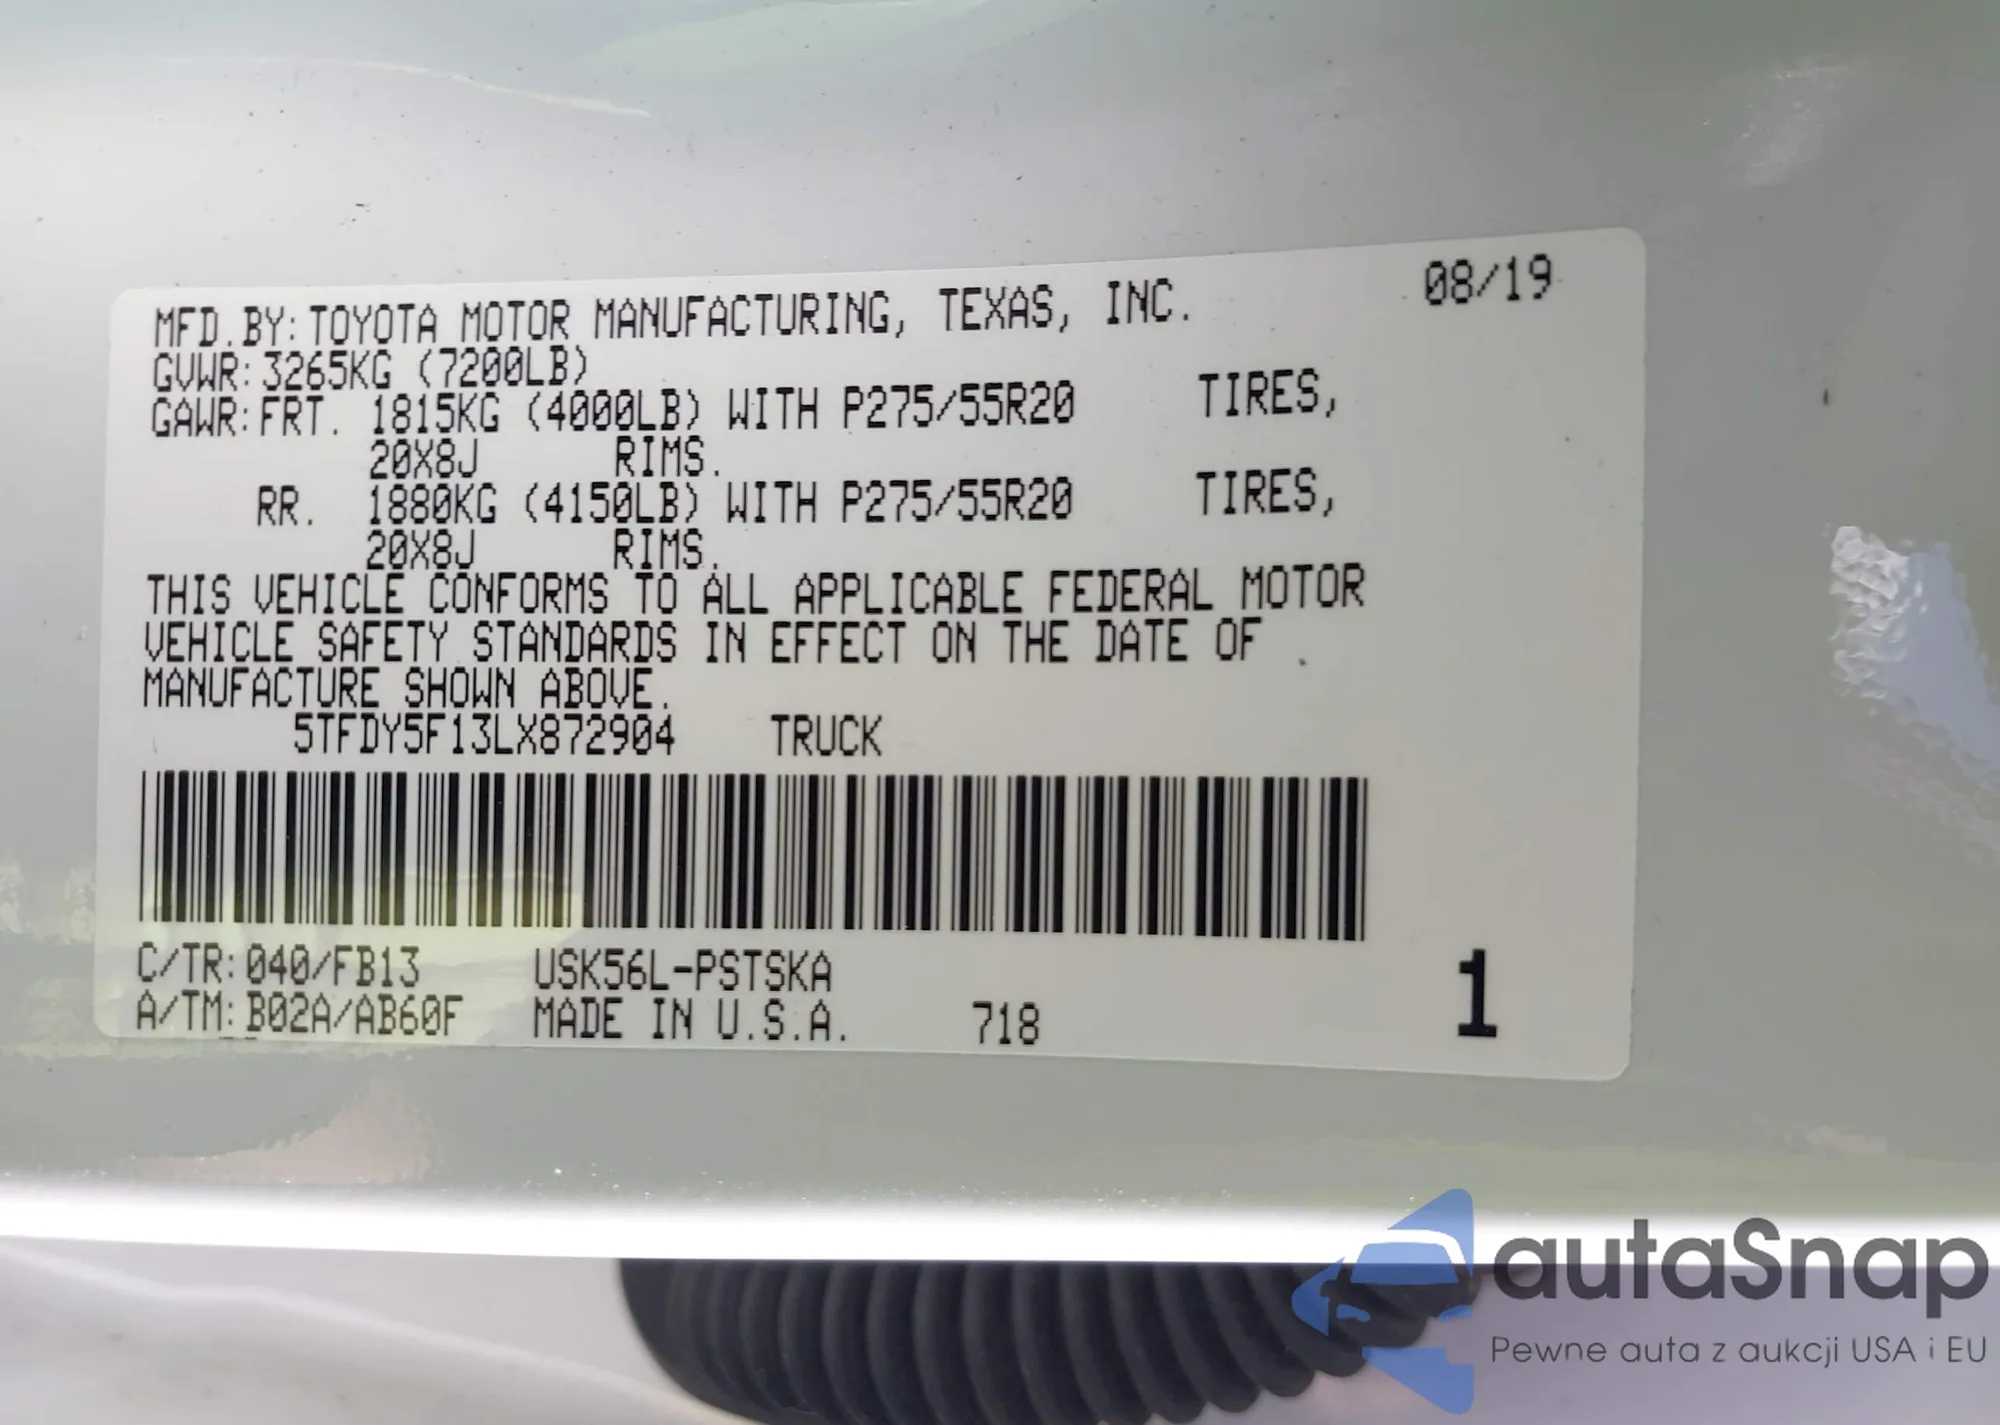 08/19
MFD.BY:TOYOTA MOTOR MANUFACTURING, TEXAS, INC.
GVWR:3265KG (7200LB)
GAWR:FRT. 1815KG (4000LB) WITH P275/55R20 TIRES,
20X8J RIMS.
RR. 1880KG (4150LB) WITH P275/55R20 TIRES,
20X8J RIMS.
THIS VEHICLE CONFORMS TO ALL APPLICABLE FEDERAL MOTOR
VEHICLE SAFETY STANDARDS IN EFFECT ON THE DATE OF
MANUFACTURE SHOWN ABOVE.
5TFDY5F13LX872904 TRUCK
C/TR:040/FB13 USK56L-PSTSKA
A/TM:B02A/AB60F MADE IN U.S.A. 718
1
autaSnap
Pewne auta z aukcji USA i EU